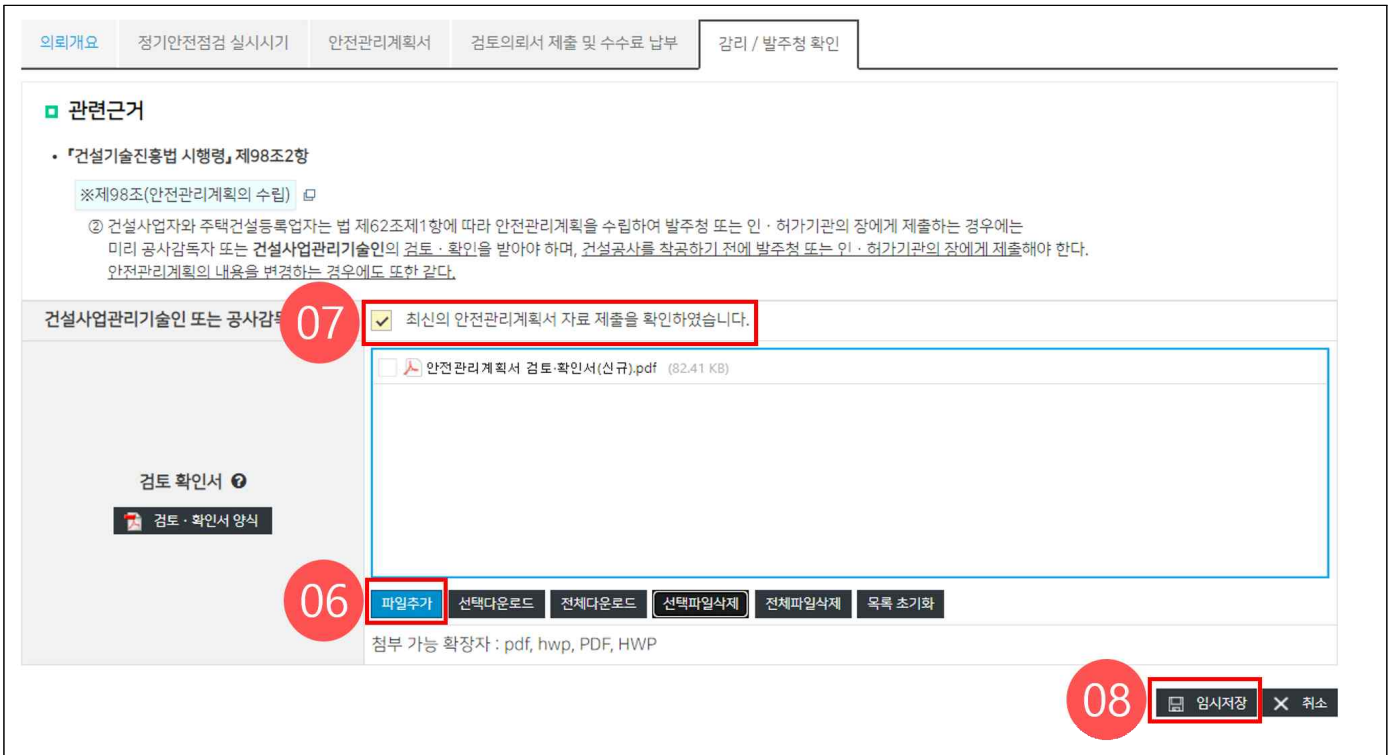 의뢰개요 정기안전점검 실시시기 안전관리계획서 검토의뢰서 제출 및 수수료 납부 감리 / 발주청 확인
관련근거
• 『건설기술진흥법 시행령』 제98조2항
※제98조(안전관리계획의 수립)
② 건설사업자와 주택건설등록업자는 법 제62조제1항에 따라 안전관리계획을 수립하여 발주청 또는 인 · 허가기관의 장에게 제출하는 경우에는
미리 공사감독자 또는 건설사업관리기술인의 검토 · 확인을 받아야 하며, 건설공사를 착공하기 전에 발주청 또는 인 · 허가기관의 장에게 제출해야 한다.
안전관리계획의 내용을 변경하는 경우에도 또한 같다.
건설사업관리기술인 또는 공사감독 07 최신의 안전관리계획서 자료 제출을 확인하였습니다.
안전관리계획서 검토·확인서(신규).pdf (82.41 KB)
검토 확인서 ?
검토 · 확인서 양식
06 파일추가 선택다운로드 전체다운로드 선택파일삭제 전체파일삭제 목록 초기화
첨부 가능 확장자 : pdf, hwp, PDF, HWP
08 임시저장 취소